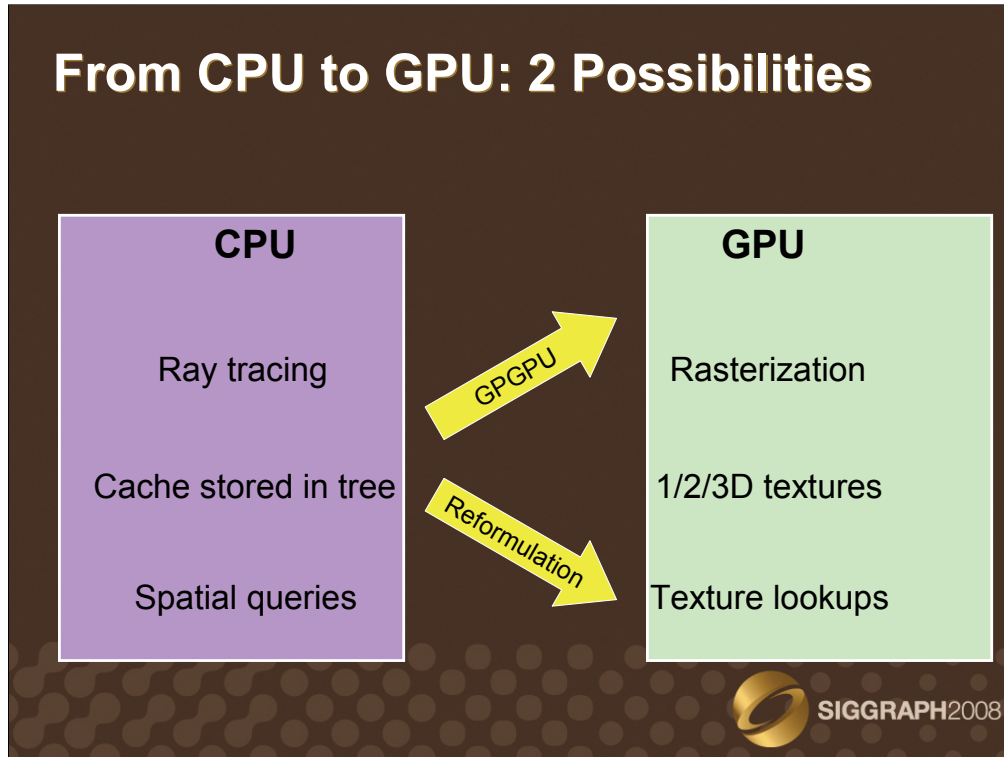 From CPU to GPU: 2 Possibilities
CPU
Ray tracing
Cache stored in tree
Spatial queries
GPGPU
Reformulation
GPU
Rasterization
1/2/3D textures
Texture lookups
SIGGRAPH2008